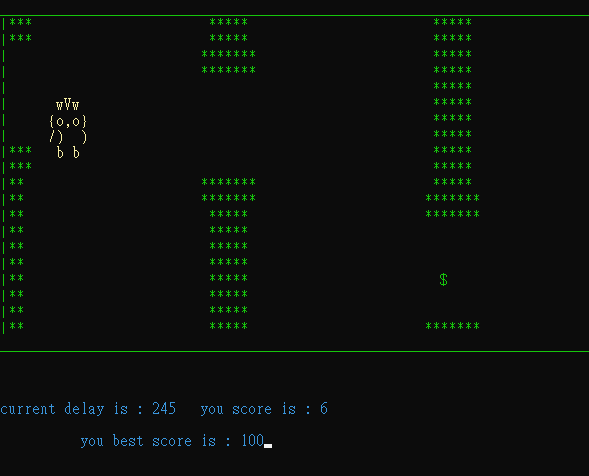 current delay is : 245 you score is : 6
you best score is : 100